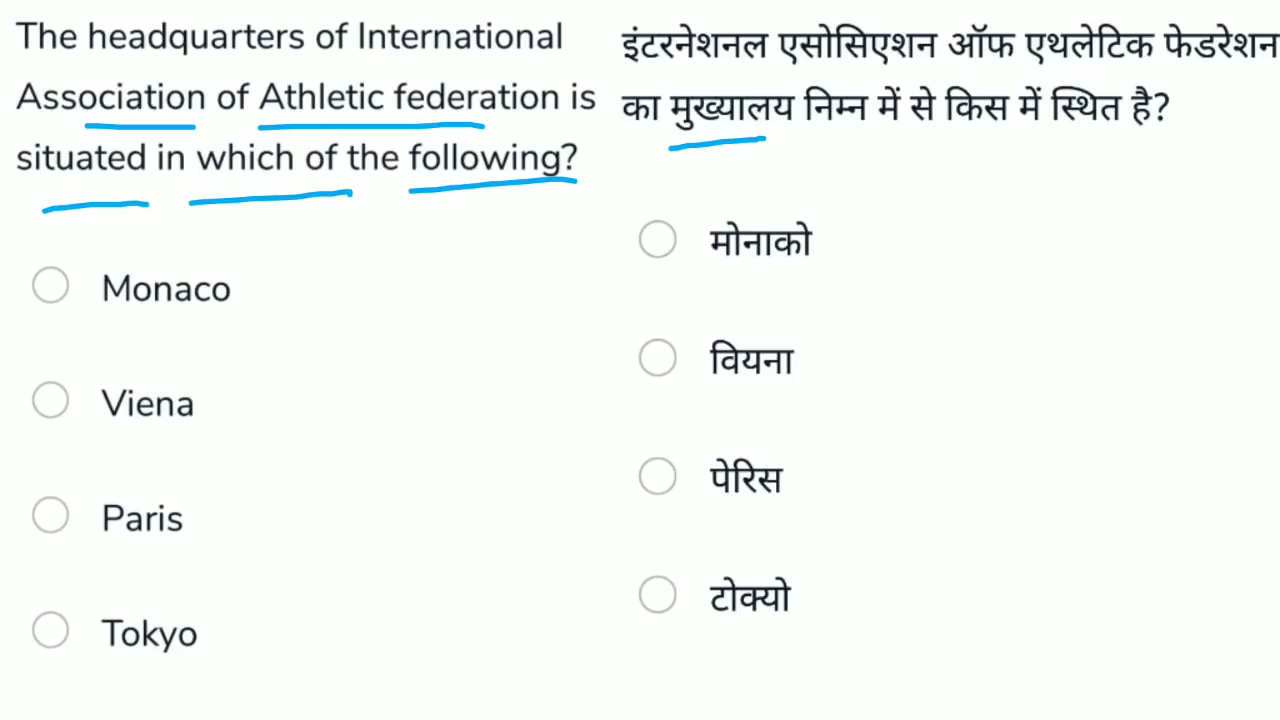 The headquarters of International
Association of Athletic federation is
situated in which of the following?
Monaco
Viena
Paris
Tokyo
इंटरनेशनल एसोसिएशन ऑफ एथलेटिक फेडरेशन
का मुख्यालय निम्न में से किस में स्थित है?
मोनाको
वियना
पेरिस
टोक्यो